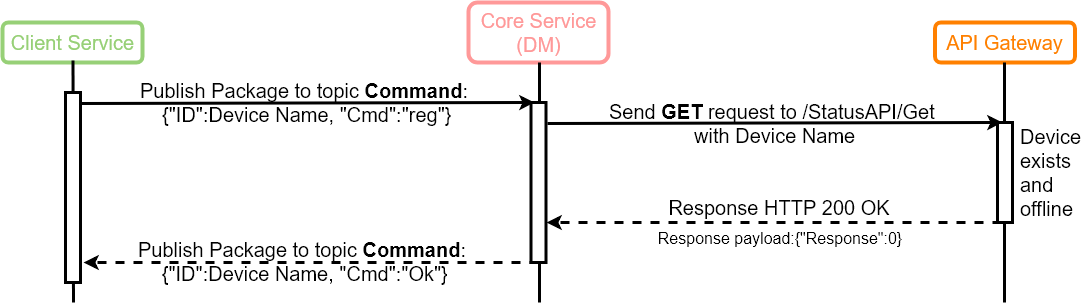 Client Service
Core Service
(DM)
API Gateway
Publish Package to topic Command:
{"ID":Device Name, "Cmd":"reg"}
Send GET request to /StatusAPI/Get
with Device Name
Device
exists
and
offline
Response HTTP 200 OK
Response payload:{"Response":0}
Publish Package to topic Command:
{"ID":Device Name, "Cmd":"Ok"}